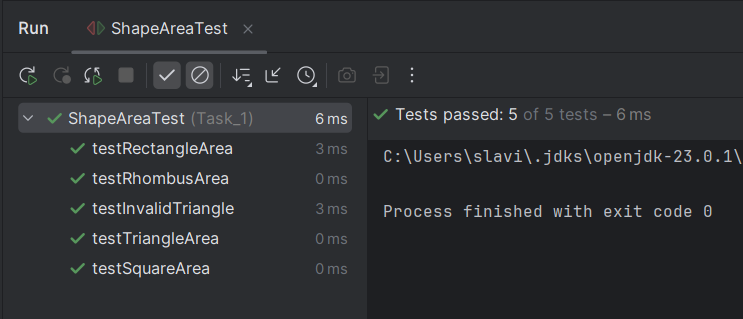 Run ShapeAreaTest
ShapeAreaTest (Task_1) 6 ms
testRectangleArea 3 ms
testRhombusArea 0 ms
testInvalidTriangle 3 ms
testTriangleArea 0 ms
testSquareArea 0 ms
Tests passed: 5 of 5 tests – 6 ms
C:\Users\slavi\.jdks\openjdk-23.0.1\
Process finished with exit code 0